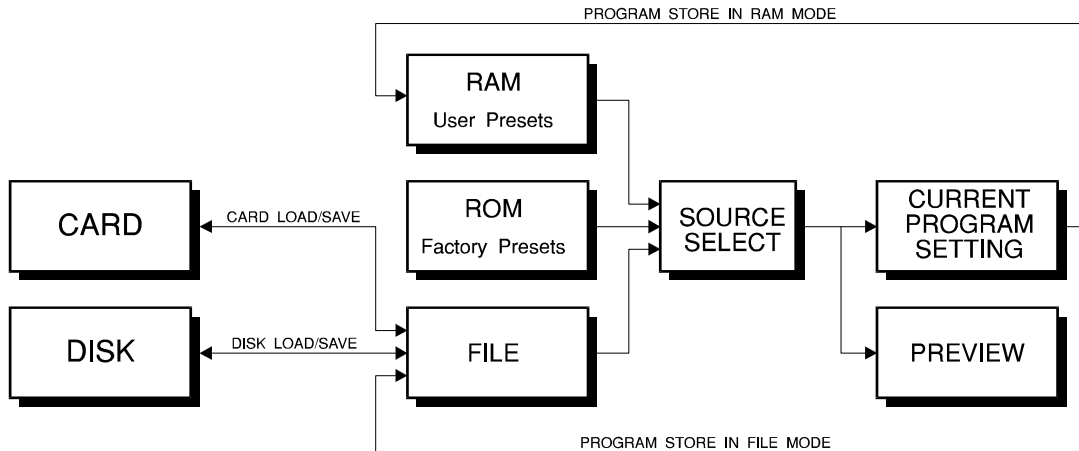 PROGRAM STORE IN RAM MODE
RAM
User Presets
CARD
CARD LOAD/SAVE
ROM
Factory Presets
SOURCE
SELECT
CURRENT
PROGRAM
SETTING
DISK
DISK LOAD/SAVE
FILE
PREVIEW
PROGRAM STORE IN FILE MODE